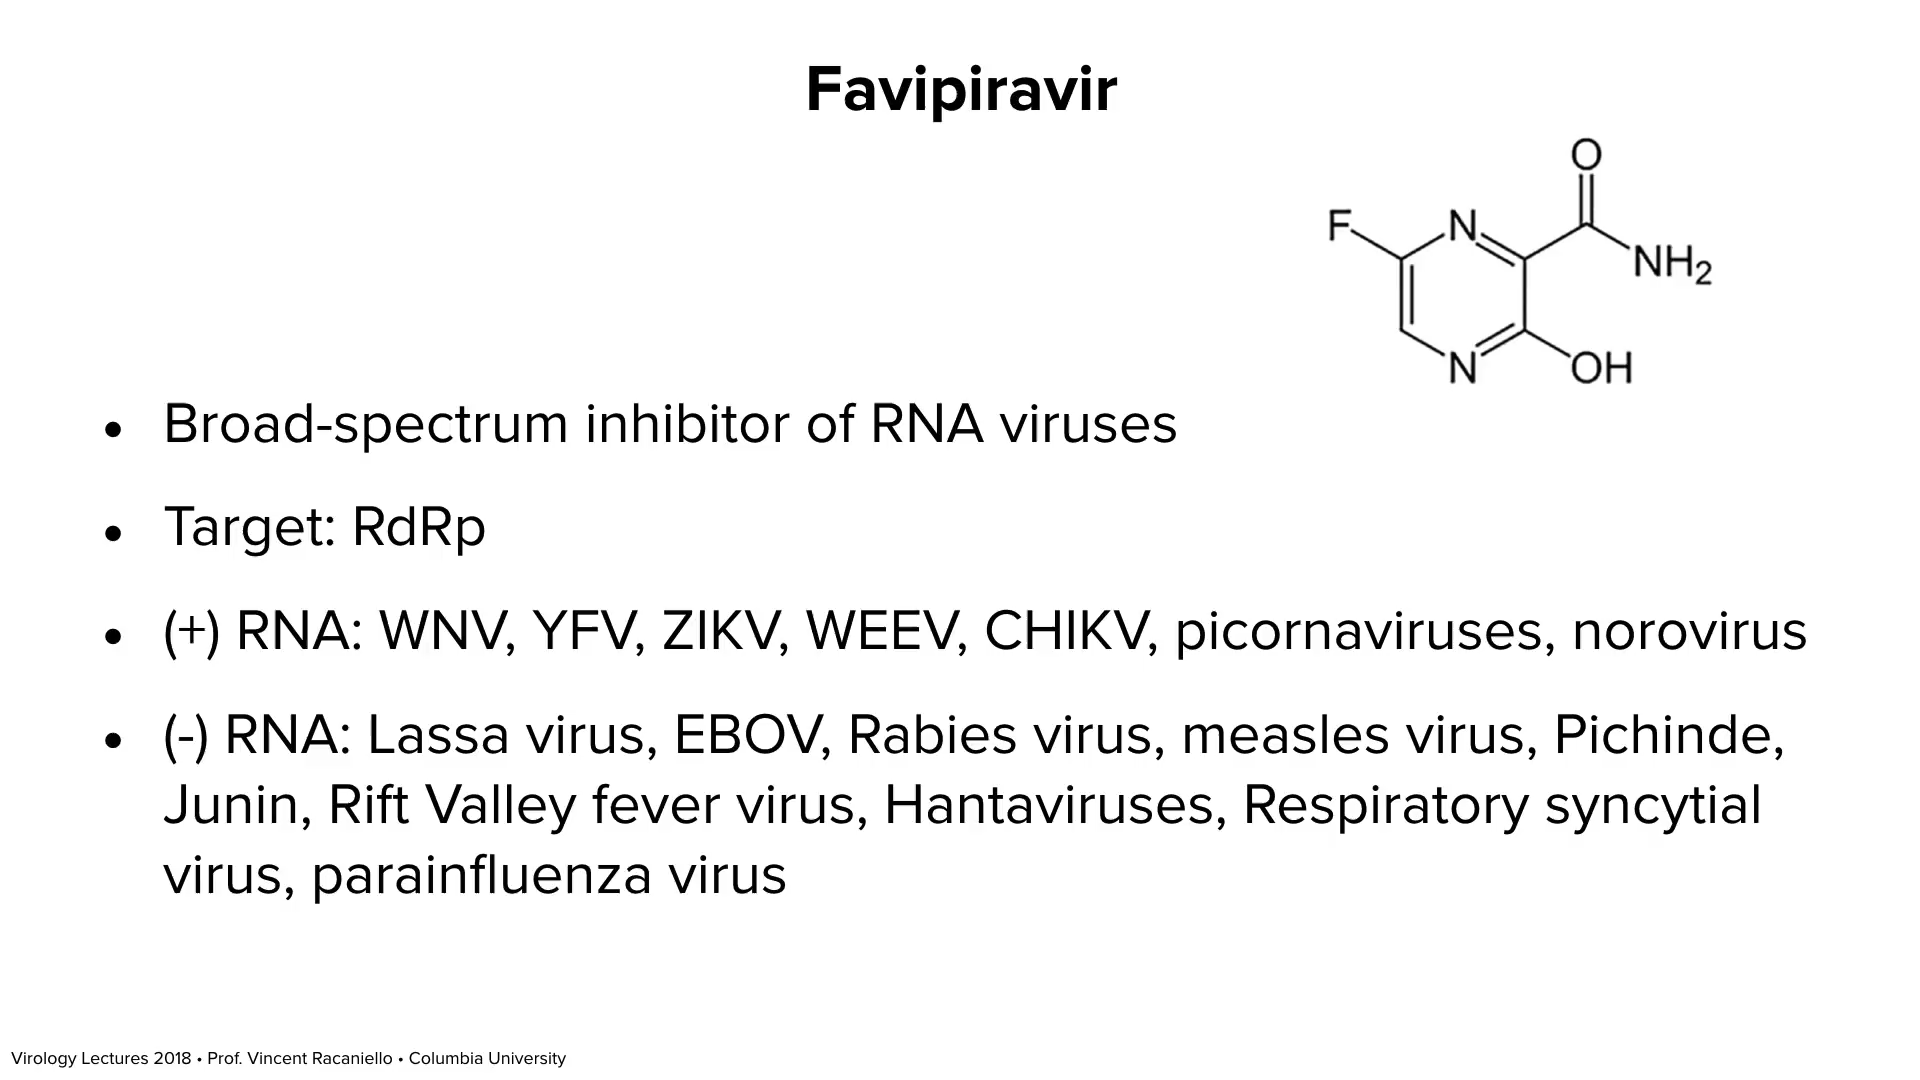 Favipiravir
O
F
N
NH2
N
OH
• Broad-spectrum inhibitor of RNA viruses
• Target: RdRp
• (+) RNA: WNV, YFV, ZIKV, WEEV, CHIKV, picornaviruses, norovirus
• (-) RNA: Lassa virus, EBOV, Rabies virus, measles virus, Pichinde,
Junin, Rift Valley fever virus, Hantaviruses, Respiratory syncytial
virus, parainfluenza virus
Virology Lectures 2018 • Prof. Vincent Racaniello • Columbia University